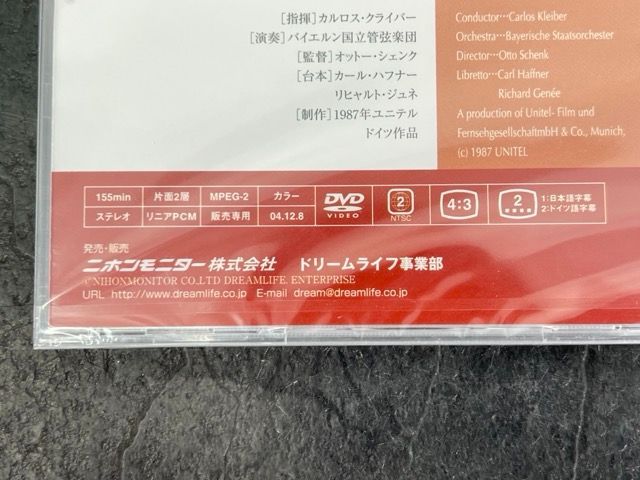 [指揮]カルロス・クライバー
[演奏]バイエルン国立管弦楽団
[監督]オットー・シェンク
[台本]カール・ハフナー
リヒャルト・ジュネ
[制作]1987年ユニテル
ドイツ作品
Conductor…Carlos Kleiber
Orchestra…Bayerische Staatsorchester
Director…Otto Schenk
Libretto…Carl Haffner
Richard Genée
A production of Unitel- Film und
FernsehgesellschaftmbH & Co., Munich,
(c) 1987 UNITEL
155min 片面2層 MPEG-2 カラー
ステレオ リニアPCM 販売専用 04.12.8
DVD VIDEO
2 NTSC
4:3
2
1:日本語字幕
2:ドイツ語字幕
発売・販売
ニホンモニター株式会社 ドリームライフ事業部
©NIHONMONITOR CO.,LTD DREAMLIFE. ENTERPRISE
URL http://www.dreamlife.co.jp E-mail dream@dreamlife.co.jp